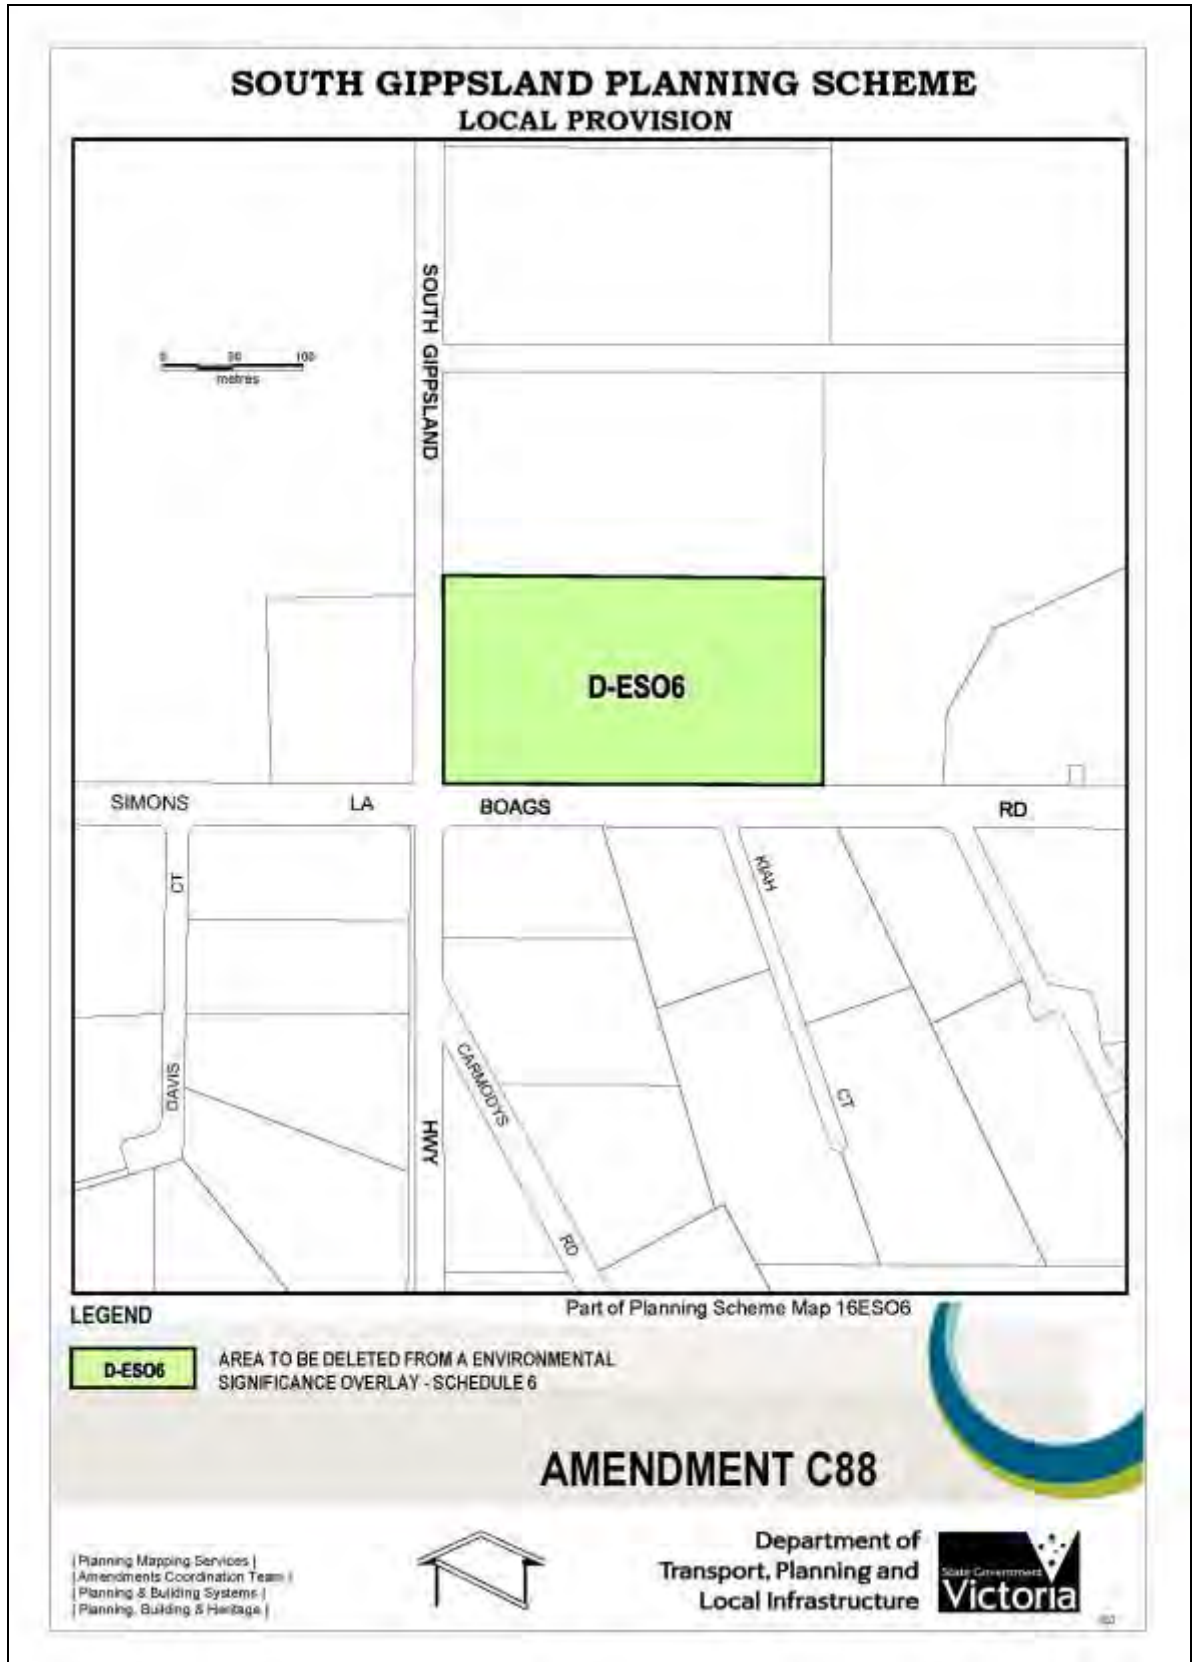 SOUTH GIPPSLAND PLANNING SCHEME
LOCAL PROVISION
SOUTH GIPPSLAND
0 50 100
metres
D-ESO6
SIMONS LA BOAGS RD
CT
KIAH
DAVIS
CARMODYS
CT
HWY
RD
Part of Planning Scheme Map 16ESO6
LEGEND
D-ESO6
AREA TO BE DELETED FROM A ENVIRONMENTAL
SIGNIFICANCE OVERLAY - SCHEDULE 6
AMENDMENT C88
| Planning Mapping Services |
| Amendments Coordination Team |
| Planning & Building Systems |
| Planning, Building & Heritage |
Department of
Transport, Planning and
Local Infrastructure
State Government
Victoria